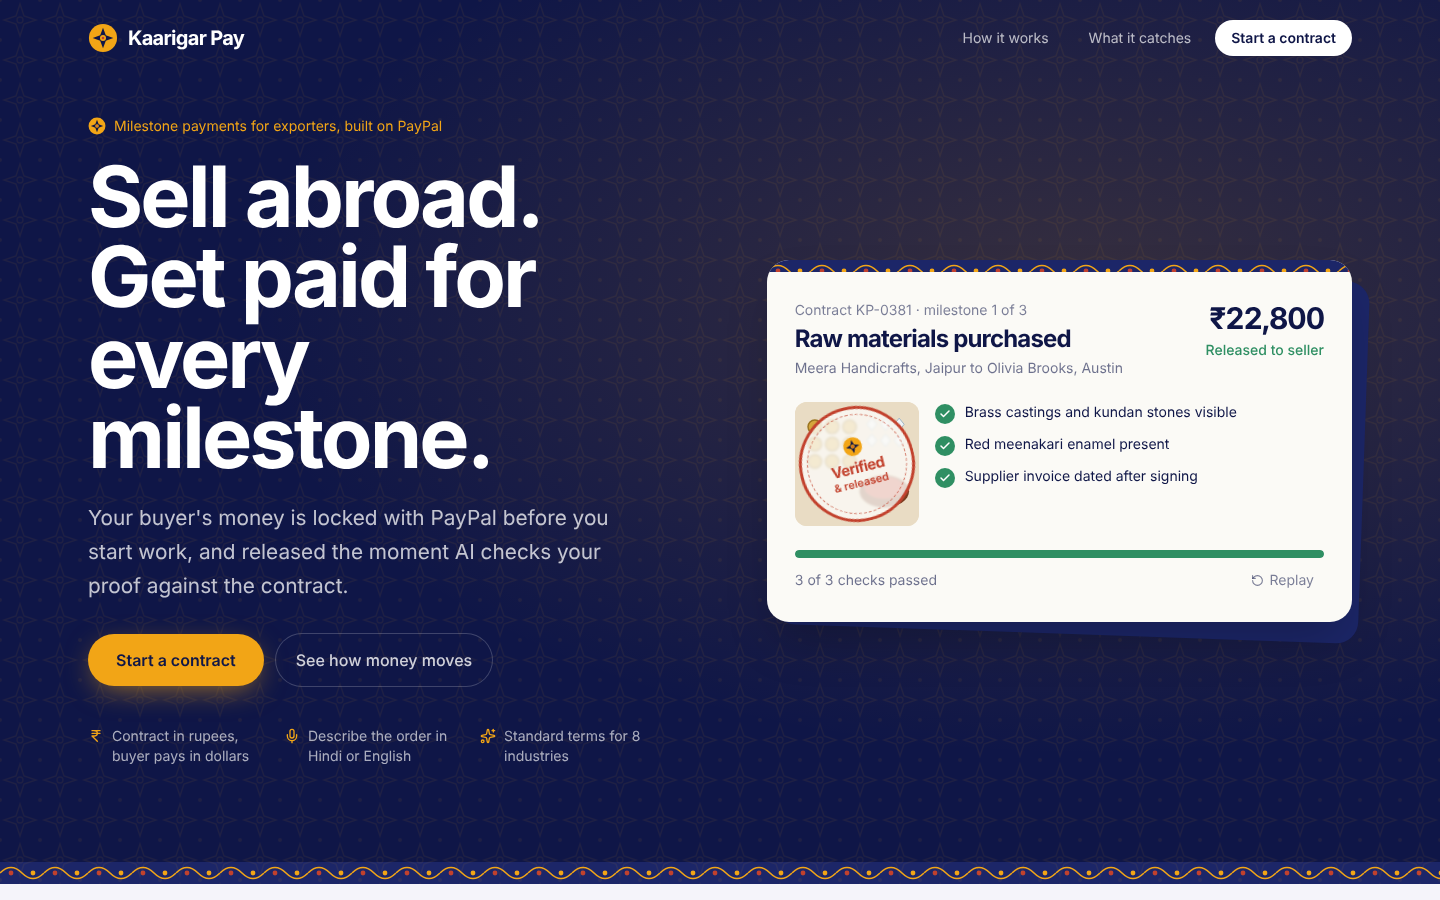 Kaarigar Pay
How it works
What it catches
Start a contract
Milestone payments for exporters, built on PayPal
Sell abroad.
Get paid for
every
milestone.
Your buyer's money is locked with PayPal before you
start work, and released the moment AI checks your
proof against the contract.
Start a contract
See how money moves
Contract in rupees,
buyer pays in dollars
Describe the order in
Hindi or English
Standard terms for 8
industries
Contract KP-0381 · milestone 1 of 3
Raw materials purchased
Meera Handicrafts, Jaipur to Olivia Brooks, Austin
₹22,800
Released to seller
Verified
& released
Brass castings and kundan stones visible
Red meenakari enamel present
Supplier invoice dated after signing
3 of 3 checks passed
Replay